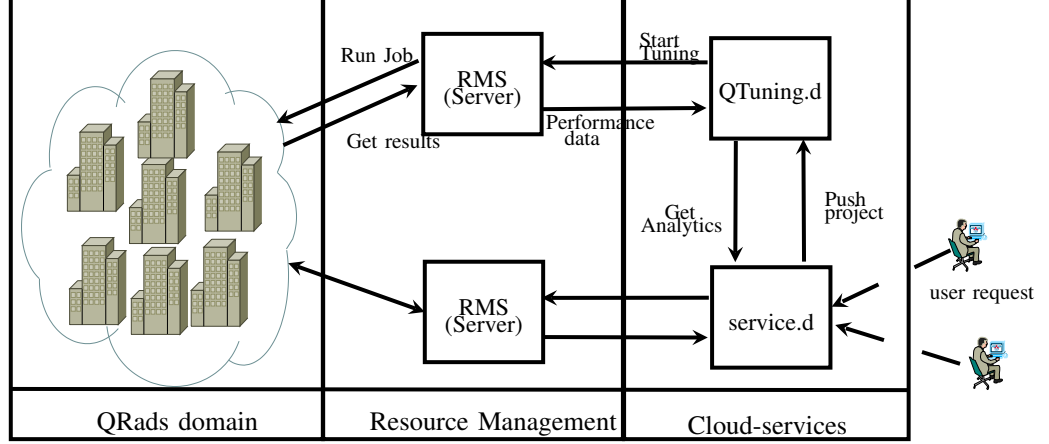 Run Job
Get results
RMS
(Server)
Start
Tuning
Performance
data
QTuning.d
Get
Analytics
Push
project
RMS
(Server)
service.d
user request
QRads domain
Resource Management
Cloud-services